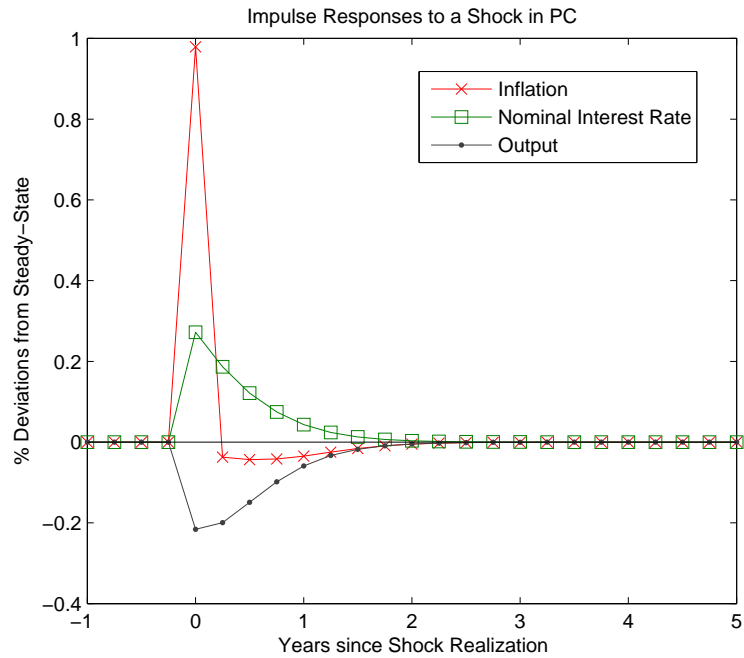 Impulse Responses to a Shock in PC
% Deviations from Steady−State
1
0.8
0.6
0.4
0.2
0
−0.2
−0.4
Inflation
Nominal Interest Rate
Output
−1
0
1
2
3
4
5
Years since Shock Realization